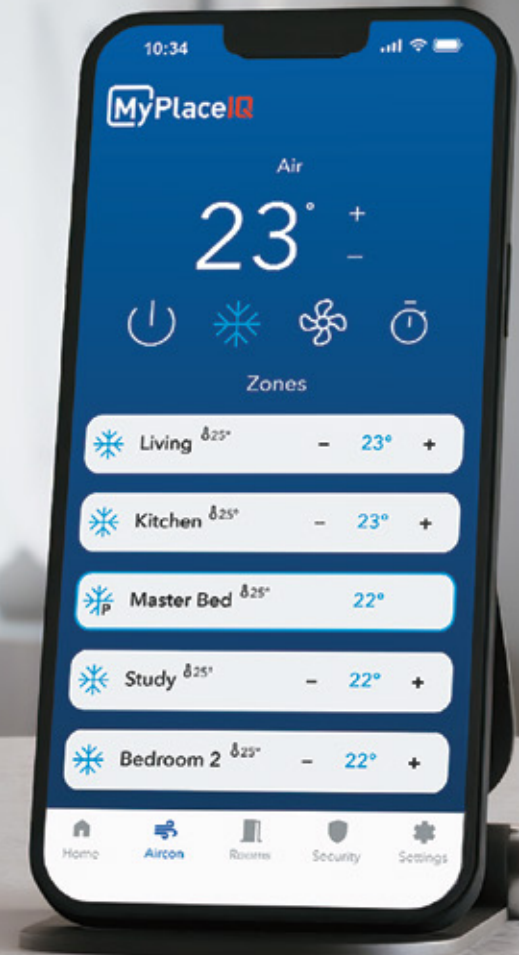 10:34
MyPlaceIQ
Air
23° +
−
Zones
Living 25° − 23° +
Kitchen 25° − 23° +
P Master Bed 25° 22°
Study 25° − 22° +
Bedroom 2 25° − 22° +
Home Aircon Rooms Security Settings